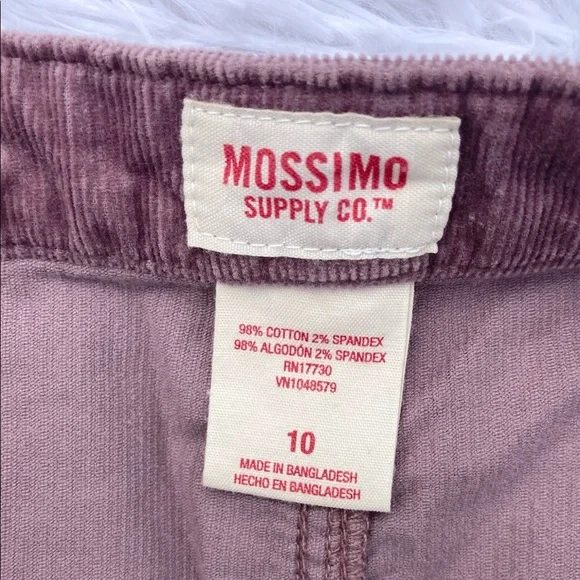 MOSSIMO
SUPPLY CO.™
98% COTTON 2% SPANDEX
98% ALGODÓN 2% SPANDEX
RN17730
VN1048579
10
MADE IN BANGLADESH
HECHO EN BANGLADESH